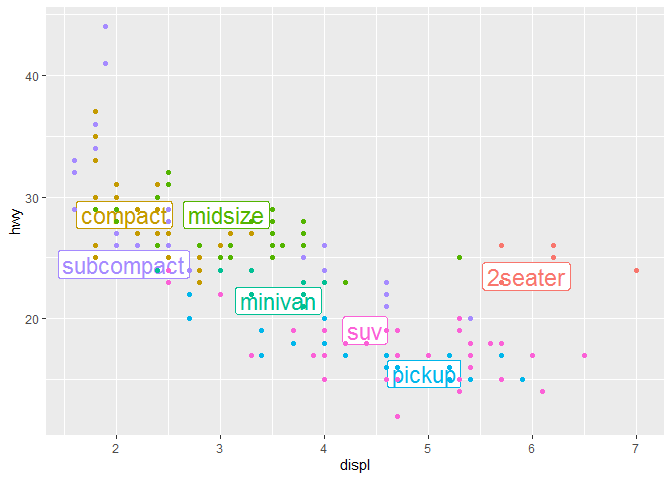 hwy
40
30
20
compact
midsize
subcompact
2seater
minivan
suv
pickup
2
3
4
5
6
7
displ